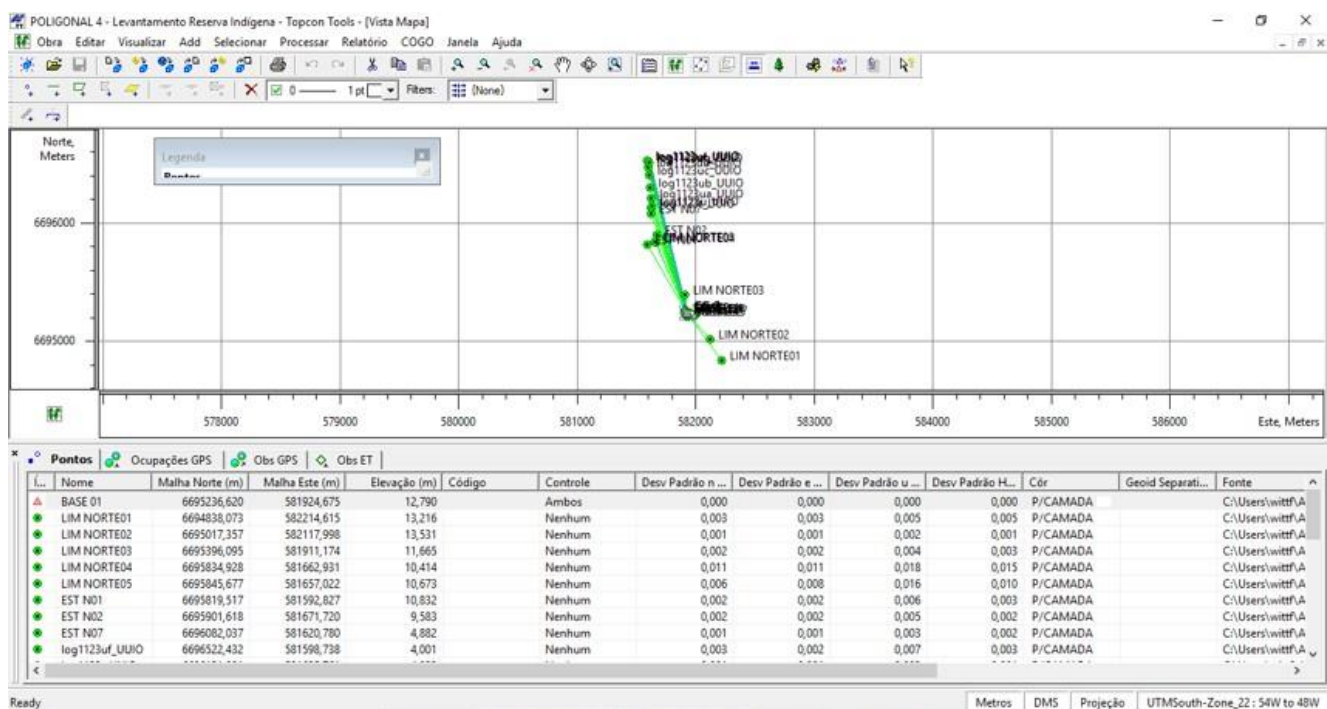 POLIGONAL 4 - Levantamento Reserva Indígena - Topcon Tools - [Vista Mapa]
Obra Editar Visualizar Add Selecionar Processar Relatório COGO Janela Ajuda
0 1 pt Filters: (None)
Norte, Meters
Legenda
Pontos
log1123uf_UUIO
log1123uc_UUIO
log1123ub_UUIO
log1123ua_UUIO
EST N07
6696000
EST N02
LIM NORTE03
LIM NORTE02
6695000
LIM NORTE01
578000 579000 580000 581000 582000 583000 584000 585000 586000 Este, Meters
Pontos Ocupações GPS Obs GPS Obs ET
Í... Nome Malha Norte (m) Malha Este (m) Elevação (m) Código Controle Desv Padrão n ... Desv Padrão e ... Desv Padrão u ... Desv Padrão H... Côr Geoid Separati... Fonte
BASE 01 6695236,620 581924,675 12,790 Ambos 0,000 0,000 0,000 0,000 P/CAMADA C:\Users\wittf\A
LIM NORTE01 6694838,073 582214,615 13,216 Nenhum 0,003 0,003 0,005 0,005 P/CAMADA C:\Users\wittf\A
LIM NORTE02 6695017,357 582117,998 13,531 Nenhum 0,001 0,001 0,002 0,001 P/CAMADA C:\Users\wittf\A
LIM NORTE03 6695396,095 581911,174 11,665 Nenhum 0,002 0,002 0,004 0,003 P/CAMADA C:\Users\wittf\A
LIM NORTE04 6695834,928 581662,931 10,414 Nenhum 0,011 0,011 0,018 0,015 P/CAMADA C:\Users\wittf\A
LIM NORTE05 6695845,677 581657,022 10,673 Nenhum 0,006 0,008 0,016 0,010 P/CAMADA C:\Users\wittf\A
EST N01 6695819,517 581592,827 10,832 Nenhum 0,002 0,002 0,006 0,003 P/CAMADA C:\Users\wittf\A
EST N02 6695901,618 581671,720 9,583 Nenhum 0,002 0,002 0,005 0,002 P/CAMADA C:\Users\wittf\A
EST N07 6696082,037 581620,780 4,882 Nenhum 0,001 0,001 0,003 0,002 P/CAMADA C:\Users\wittf\A
log1123uf_UUIO 6696522,432 581598,738 4,001 Nenhum 0,003 0,002 0,007 0,003 P/CAMADA C:\Users\wittf\A
Ready Metros DMS Projeção UTMSouth-Zone_22 : 54W to 48W